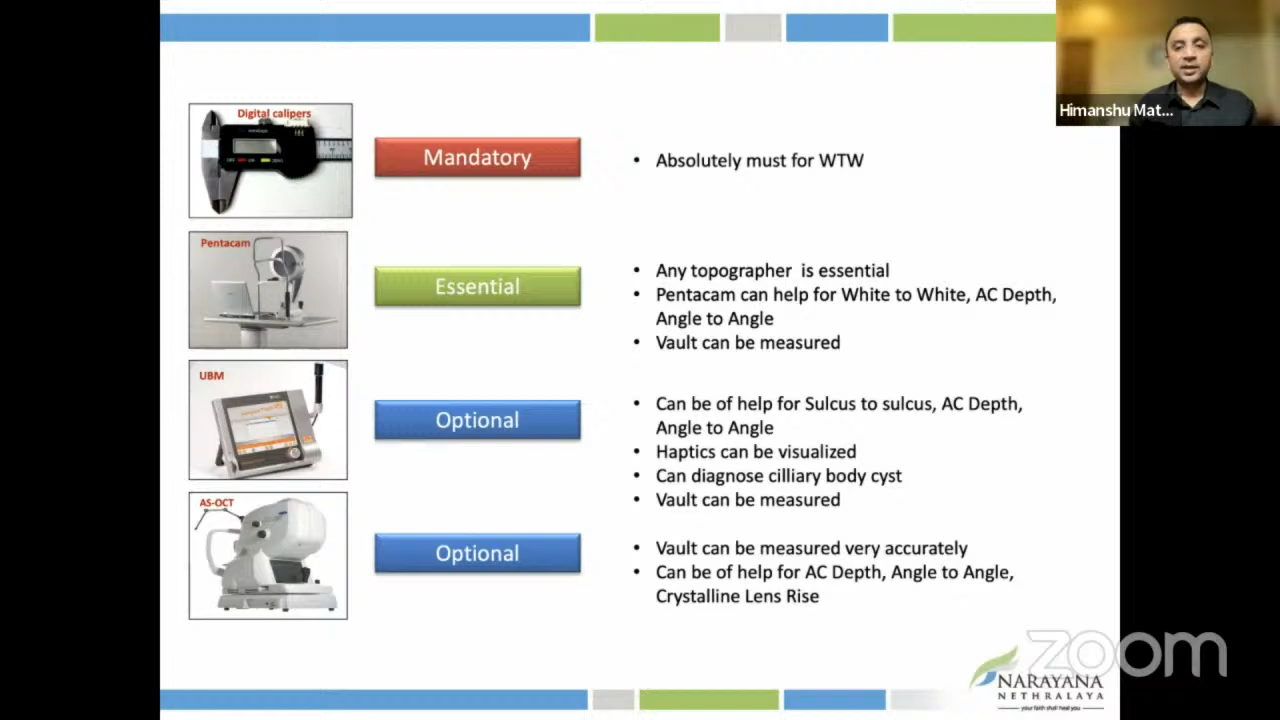 Himanshu Mat...
Digital calipers
Mandatory
• Absolutely must for WTW
Pentacam
Essential
• Any topographer is essential
• Pentacam can help for White to White, AC Depth,
Angle to Angle
• Vault can be measured
UBM
Optional
• Can be of help for Sulcus to sulcus, AC Depth,
Angle to Angle
• Haptics can be visualized
• Can diagnose cilliary body cyst
• Vault can be measured
AS-OCT
Optional
• Vault can be measured very accurately
• Can be of help for AC Depth, Angle to Angle,
Crystalline Lens Rise
zoom
NARAYANA
NETHRALAYA
your faith shall heal you